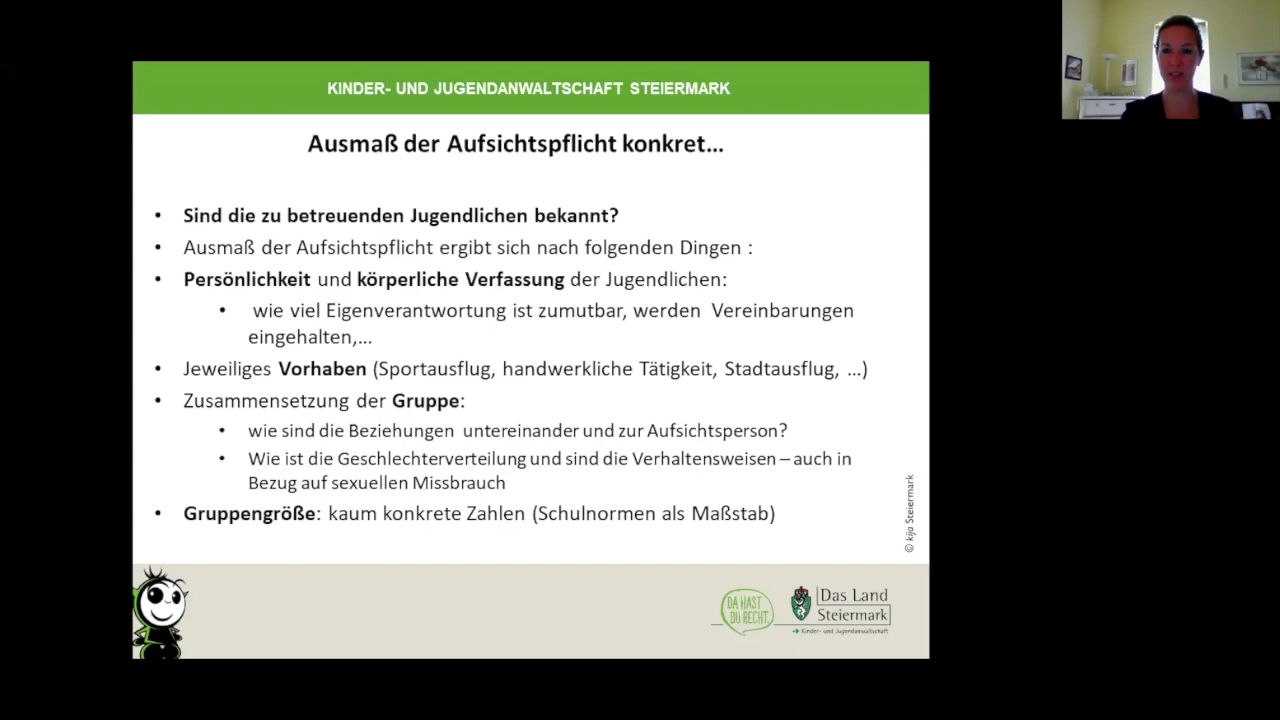 KINDER- UND JUGENDANWALTSCHAFT STEIERMARK
Ausmaß der Aufsichtspflicht konkret...
• Sind die zu betreuenden Jugendlichen bekannt?
• Ausmaß der Aufsichtspflicht ergibt sich nach folgenden Dingen :
• Persönlichkeit und körperliche Verfassung der Jugendlichen:
• wie viel Eigenverantwortung ist zumutbar, werden Vereinbarungen
eingehalten,...
• Jeweiliges Vorhaben (Sportausflug, handwerkliche Tätigkeit, Stadtausflug, ...)
• Zusammensetzung der Gruppe:
• wie sind die Beziehungen untereinander und zur Aufsichtsperson?
• Wie ist die Geschlechterverteilung und sind die Verhaltensweisen – auch in
Bezug auf sexuellen Missbrauch
• Gruppengröße: kaum konkrete Zahlen (Schulnormen als Maßstab)
© kija Steiermark
DA HAST
DU RECHT
Das Land
Steiermark
➔ Kinder- und Jugendanwaltschaft